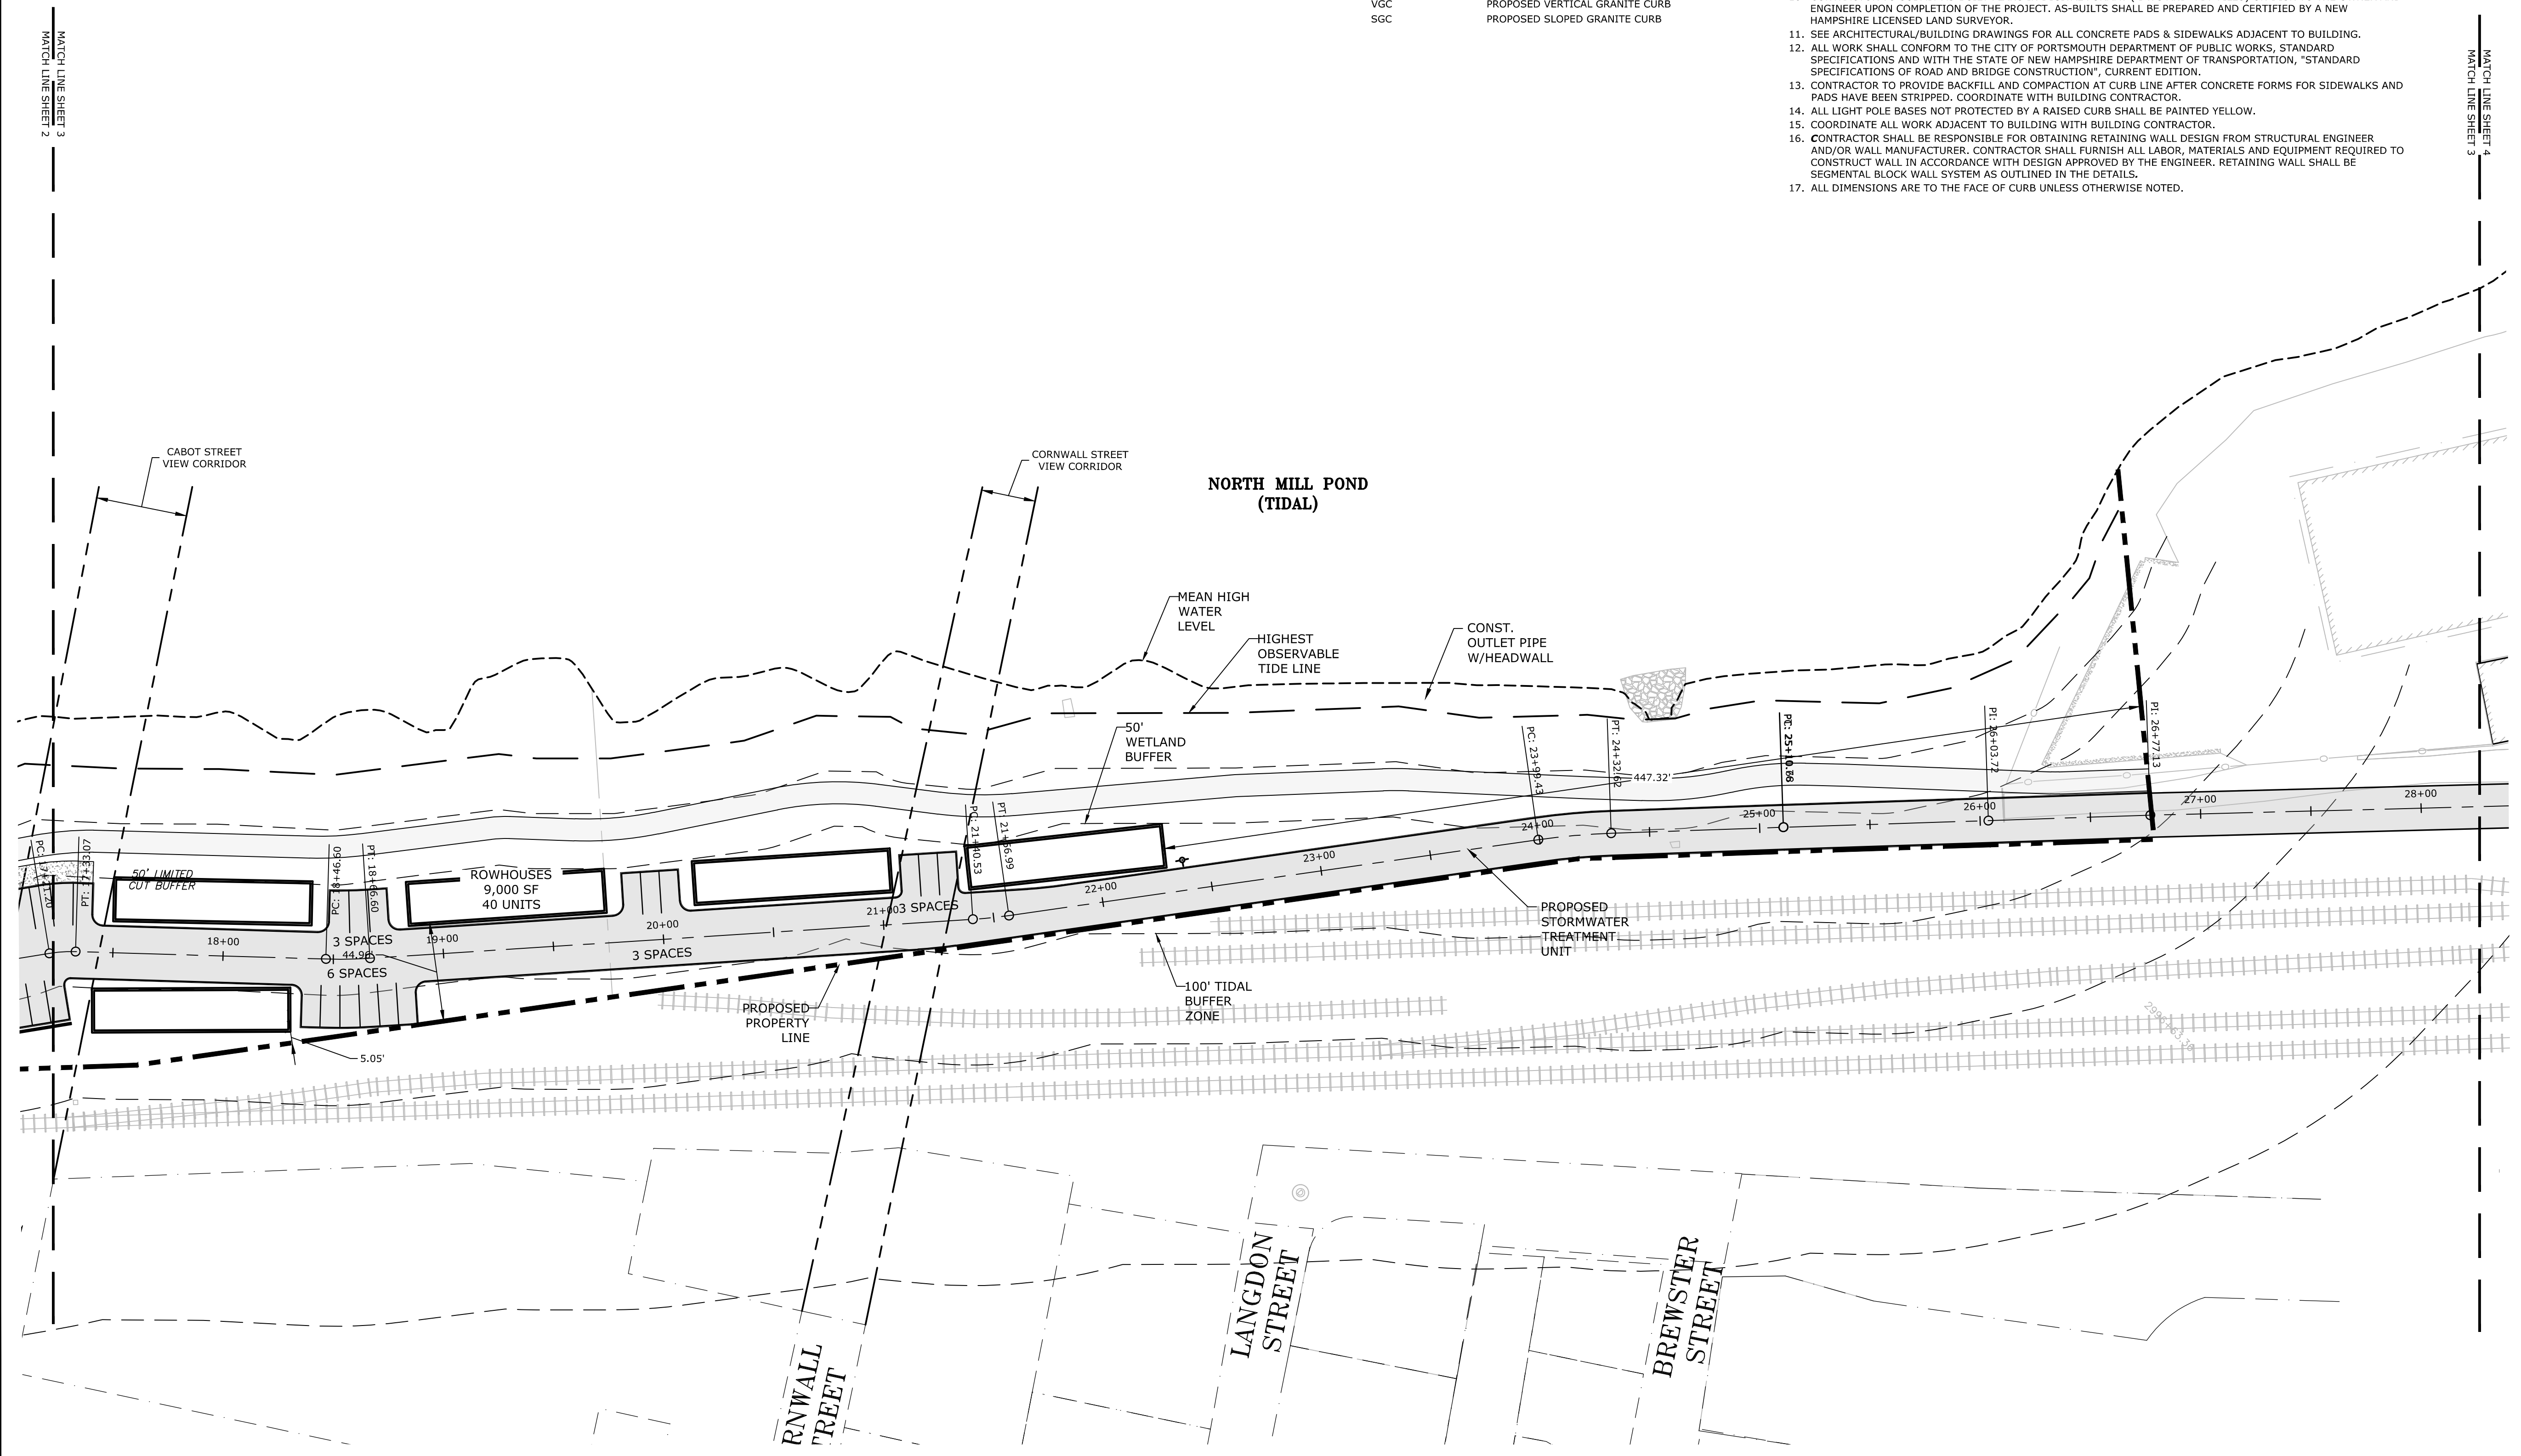 VGC PROPOSED VERTICAL GRANITE CURB
SGC PROPOSED SLOPED GRANITE CURB
ENGINEER UPON COMPLETION OF THE PROJECT. AS-BUILTS SHALL BE PREPARED AND CERTIFIED BY A NEW
HAMPSHIRE LICENSED LAND SURVEYOR.
11. SEE ARCHITECTURAL/BUILDING DRAWINGS FOR ALL CONCRETE PADS & SIDEWALKS ADJACENT TO BUILDING.
12. ALL WORK SHALL CONFORM TO THE CITY OF PORTSMOUTH DEPARTMENT OF PUBLIC WORKS, STANDARD
SPECIFICATIONS AND WITH THE STATE OF NEW HAMPSHIRE DEPARTMENT OF TRANSPORTATION, "STANDARD
SPECIFICATIONS OF ROAD AND BRIDGE CONSTRUCTION", CURRENT EDITION.
13. CONTRACTOR TO PROVIDE BACKFILL AND COMPACTION AT CURB LINE AFTER CONCRETE FORMS FOR SIDEWALKS AND
PADS HAVE BEEN STRIPPED. COORDINATE WITH BUILDING CONTRACTOR.
14. ALL LIGHT POLE BASES NOT PROTECTED BY A RAISED CURB SHALL BE PAINTED YELLOW.
15. COORDINATE ALL WORK ADJACENT TO BUILDING WITH BUILDING CONTRACTOR.
16. CONTRACTOR SHALL BE RESPONSIBLE FOR OBTAINING RETAINING WALL DESIGN FROM STRUCTURAL ENGINEER
AND/OR WALL MANUFACTURER. CONTRACTOR SHALL FURNISH ALL LABOR, MATERIALS AND EQUIPMENT REQUIRED TO
CONSTRUCT WALL IN ACCORDANCE WITH DESIGN APPROVED BY THE ENGINEER. RETAINING WALL SHALL BE
SEGMENTAL BLOCK WALL SYSTEM AS OUTLINED IN THE DETAILS.
17. ALL DIMENSIONS ARE TO THE FACE OF CURB UNLESS OTHERWISE NOTED.
MATCH LINE SHEET 3
MATCH LINE SHEET 2
MATCH LINE SHEET 4
MATCH LINE SHEET 3
CABOT STREET
VIEW CORRIDOR
CORNWALL STREET
VIEW CORRIDOR
NORTH MILL POND
(TIDAL)
MEAN HIGH
WATER
LEVEL
HIGHEST
OBSERVABLE
TIDE LINE
CONST.
OUTLET PIPE
W/HEADWALL
50'
WETLAND
BUFFER
447.32'
PC: 17+21.20
PT: 17+33.07
PC: 18+46.60
PT: 18+66.60
PC: 21+40.53
PT: 21+56.99
PC: 23+99.43
PT: 24+32.62
PI: 26+03.72
PI: 26+77.13
50' LIMITED
CUT BUFFER
ROWHOUSES
9,000 SF
40 UNITS
18+00
19+00
20+00
21+00
22+00
23+00
24+00
25+00
26+00
27+00
28+00
3 SPACES
6 SPACES
3 SPACES
3 SPACES
5.05'
PROPOSED
PROPERTY
LINE
100' TIDAL
BUFFER
ZONE
PROPOSED
STORMWATER
TREATMENT
UNIT
RNWALL
TREET
LANGDON
STREET
BREWSTER
STREET